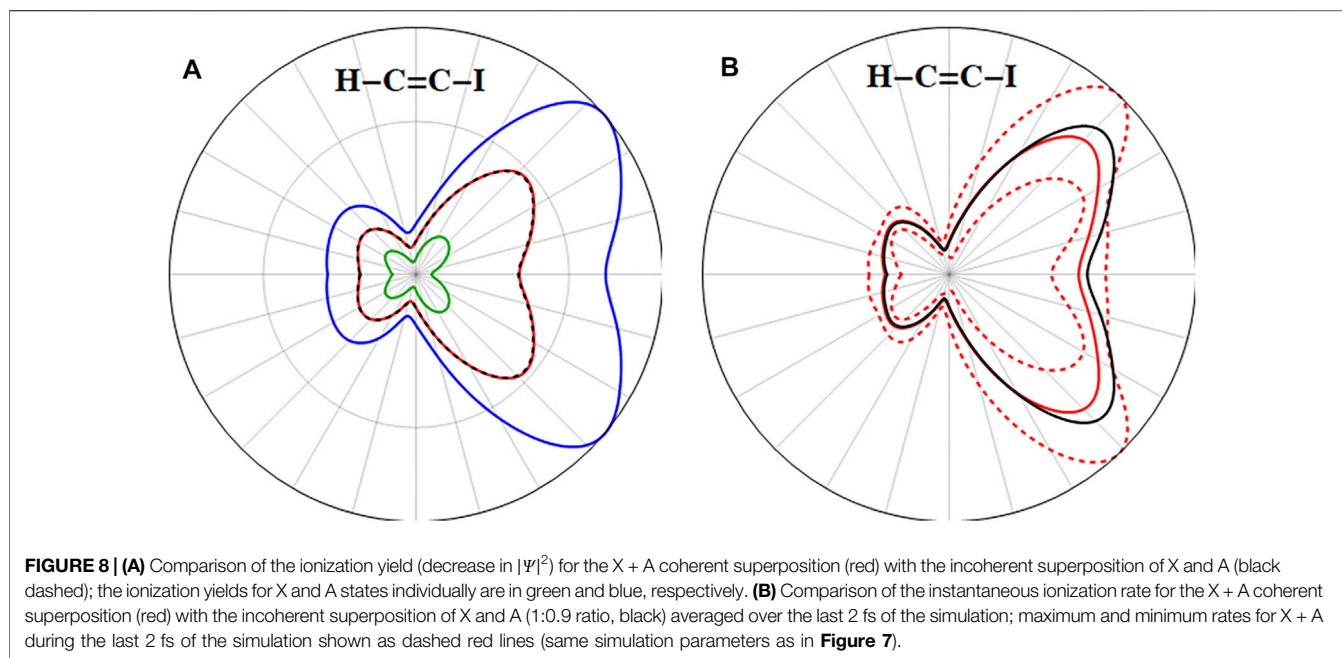 A
H–C=C–I
B
H–C=C–I
FIGURE 8 | (A) Comparison of the ionization yield (decrease in |Ψ|²) for the X + A coherent superposition (red) with the incoherent superposition of X and A (black
dashed); the ionization yields for X and A states individually are in green and blue, respectively. (B) Comparison of the instantaneous ionization rate for the X + A coherent
superposition (red) with the incoherent superposition of X and A (1:0.9 ratio, black) averaged over the last 2 fs of the simulation; maximum and minimum rates for X + A
during the last 2 fs of the simulation shown as dashed red lines (same simulation parameters as in Figure 7).